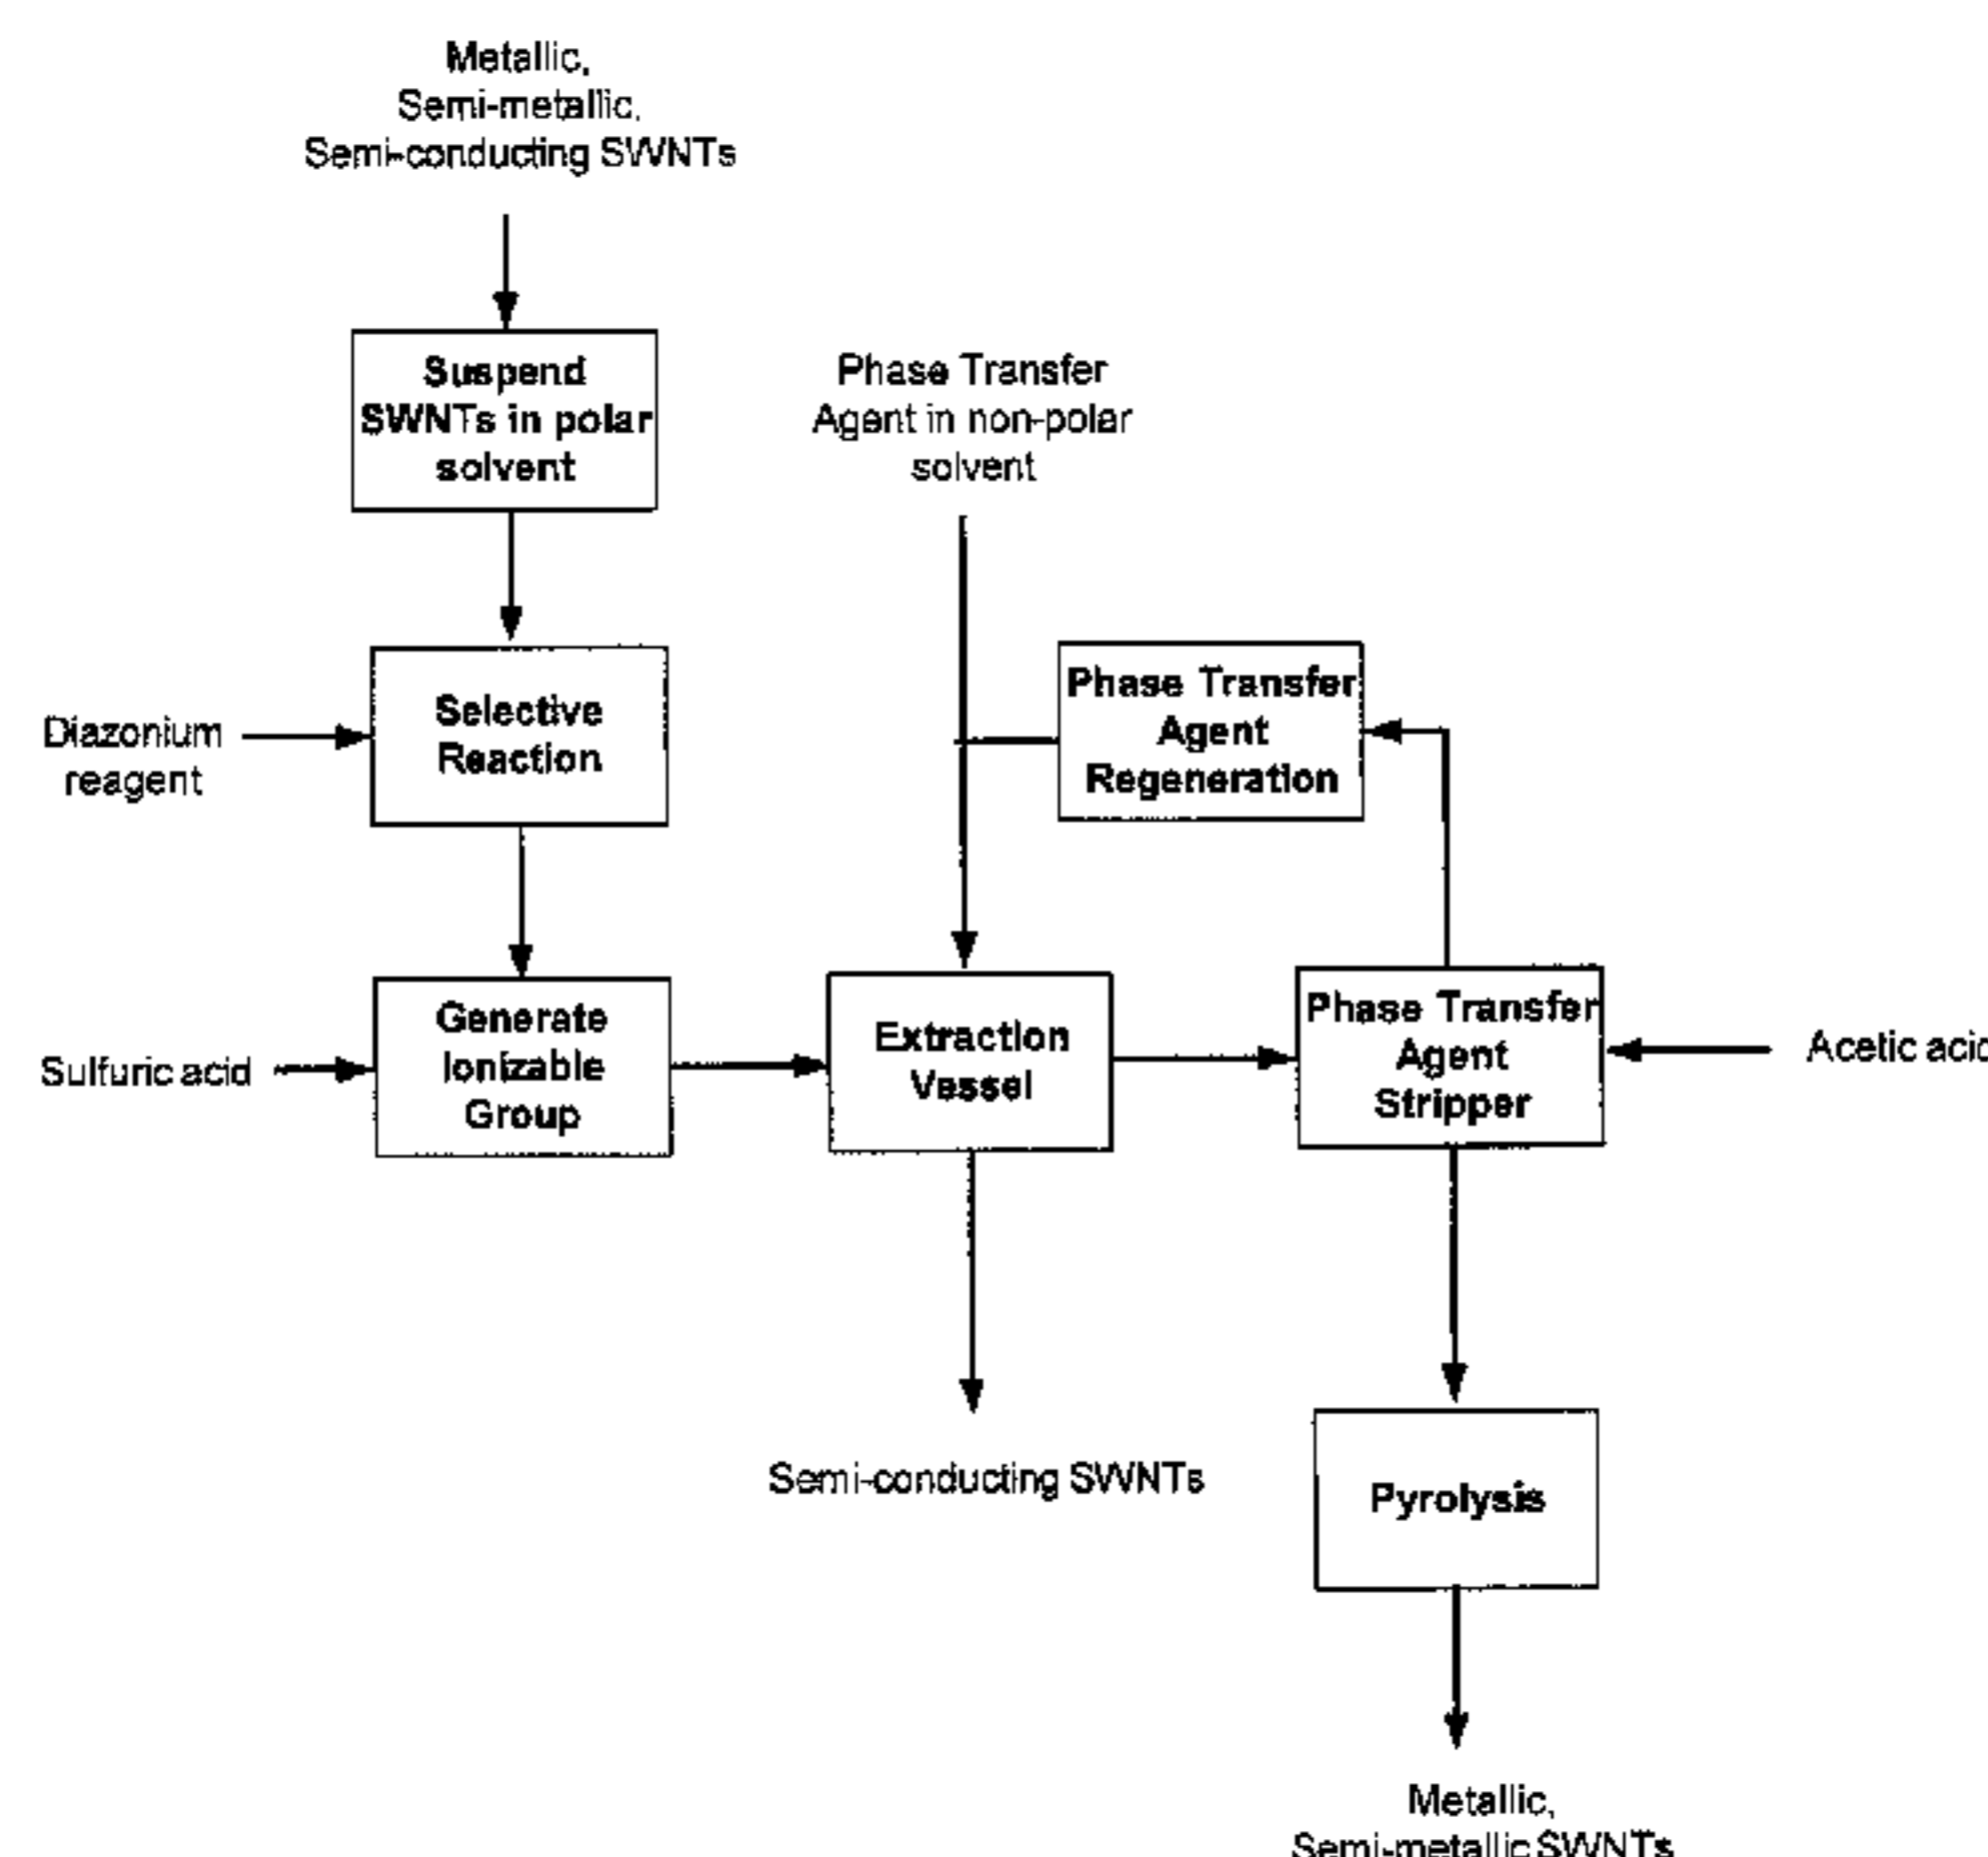 Metallic,
Semi-metallic,
Semi-conducting SWNTs
Suspend
SWNTs in polar
solvent
Phase Transfer
Agent in non-polar
solvent
Diazonium
reagent
Selective
Reaction
Phase Transfer
Agent
Regeneration
Sulfuric acid
Generate
Ionizable
Group
Extraction
Vessel
Phase Transfer
Agent
Stripper
Acetic acid
Semi-conducting SWNTs
Pyrolysis
Metallic,
Semi-metallic SWNTs